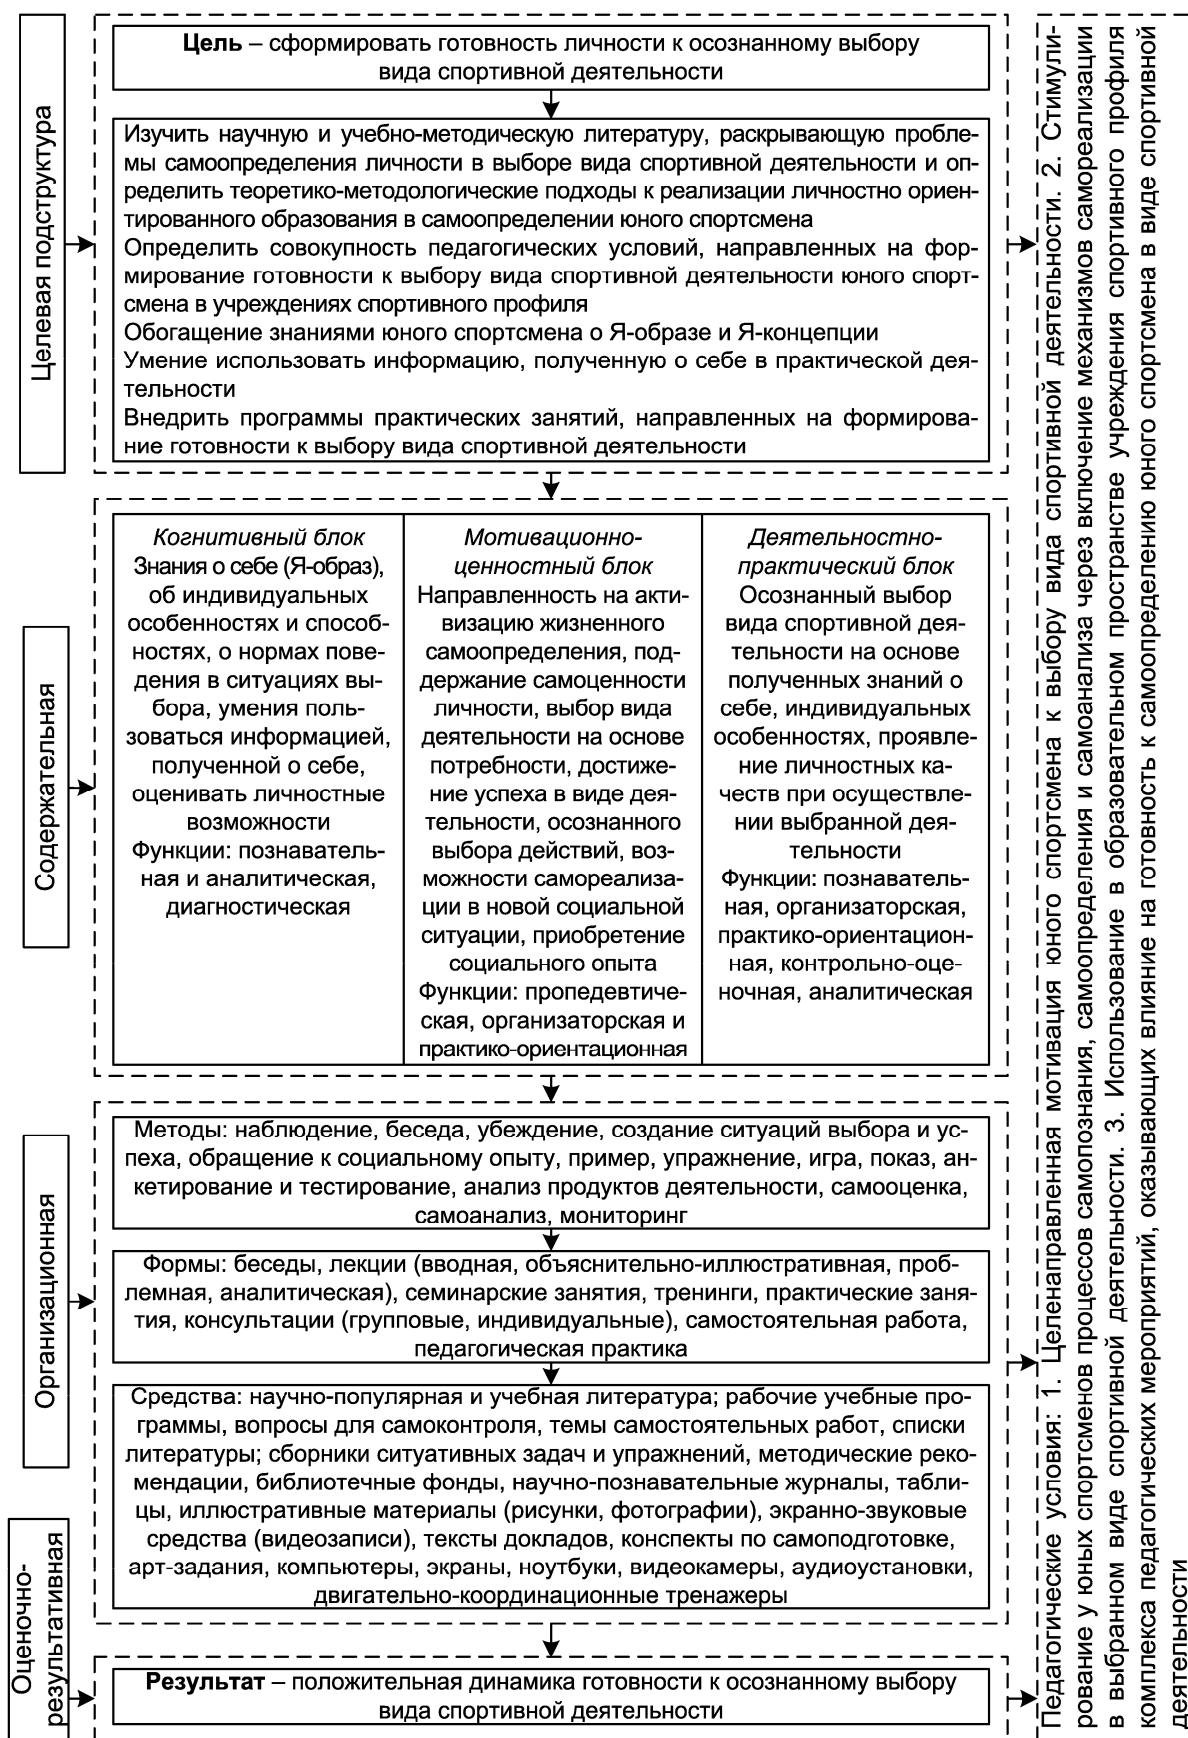 Целевая подструктура
Цель – сформировать готовность личности к осознанному выбору
вида спортивной деятельности
Изучить научную и учебно-методическую литературу, раскрывающую пробле-
мы самоопределения личности в выборе вида спортивной деятельности и оп-
ределить теоретико-методологические подходы к реализации личностно ориен-
тированного образования в самоопределении юного спортсмена
Определить совокупность педагогических условий, направленных на фор-
мирование готовности к выбору вида спортивной деятельности юного спорт-
смена в учреждениях спортивного профиля
Обогащение знаниями юного спортсмена о Я-образе и Я-концепции
Умение использовать информацию, полученную о себе в практической дея-
тельности
Внедрить программы практических занятий, направленных на формирова-
ние готовности к выбору вида спортивной деятельности
Содержательная
Когнитивный блок
Знания о себе (Я-образ),
об индивидуальных
особенностях и способ-
ностях, о нормах пове-
дения в ситуациях вы-
бора, умения поль-
зоваться информацией,
полученной о себе,
оценивать личностные
возможности
Функции: познаватель-
ная и аналитическая,
диагностическая
Мотивационно-
ценностный блок
Направленность на акти-
визацию жизненного
самоопределения, под-
держание самоценности
личности, выбор вида
деятельности на основе
потребности, достиже-
ние успеха в виде дея-
тельности, осознанного
выбора действий, воз-
можности самореализа-
ции в новой социальной
ситуации, приобретение
социального опыта
Функции: пропедевтиче-
ская, организаторская и
практико-ориентационная
Деятельностно-
практический блок
Осознанный выбор
вида спортивной дея-
тельности на основе
полученных знаний о
себе, индивидуальных
особенностях, проявле-
ние личностных ка-
честв при осуществле-
нии выбранной дея-
тельности
Функции: познаватель-
ная, организаторская,
практико-ориентацион-
ная, контрольно-оце-
ночная, аналитическая
Организационная
Методы: наблюдение, беседа, убеждение, создание ситуаций выбора и ус-
пеха, обращение к социальному опыту, пример, упражнение, игра, показ, ан-
кетирование и тестирование, анализ продуктов деятельности, самооценка,
самоанализ, мониторинг
Формы: беседы, лекции (вводная, объяснительно-иллюстративная, проб-
лемная, аналитическая), семинарские занятия, тренинги, практические заня-
тия, консультации (групповые, индивидуальные), самостоятельная работа,
педагогическая практика
Средства: научно-популярная и учебная литература; рабочие учебные про-
граммы, вопросы для самоконтроля, темы самостоятельных работ, списки
литературы; сборники ситуативных задач и упражнений, методические реко-
мендации, библиотечные фонды, научно-познавательные журналы, табли-
цы, иллюстративные материалы (рисунки, фотографии), экранно-звуковые
средства (видеозаписи), тексты докладов, конспекты по самоподготовке,
арт-задания, компьютеры, экраны, ноутбуки, видеокамеры, аудиоустановки,
двигательно-координационные тренажеры
Оценочно-
результативная
Результат – положительная динамика готовности к осознанному выбору
вида спортивной деятельности
Педагогические условия: 1. Целенаправленная мотивация юного спортсмена к выбору вида спортивной деятельности. 2. Стимули-
рование у юных спортсменов процессов самопознания, самоопределения и самоанализа через включение механизмов самореализации
в выбранном виде спортивной деятельности. 3. Использование в образовательном пространстве учреждения спортивного профиля
комплекса педагогических мероприятий, оказывающих влияние на готовность к самоопределению юного спортсмена в виде спортивной
деятельности